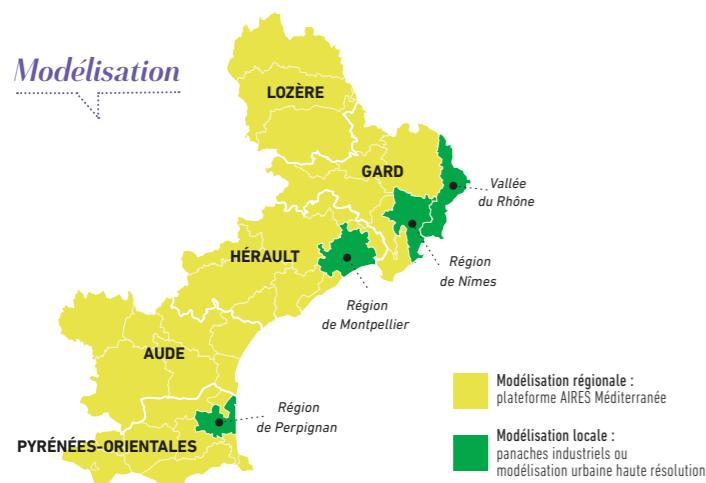 Modélisation
LOZÈRE
GARD
Vallée
du Rhône
HÉRAULT
Région
de Nîmes
Région
de Montpellier
AUDE
Région
de Perpignan
PYRÉNÉES-ORIENTALES
Modélisation régionale :
plateforme AIRES Méditerranée
Modélisation locale :
panaches industriels ou
modélisation urbaine haute résolution